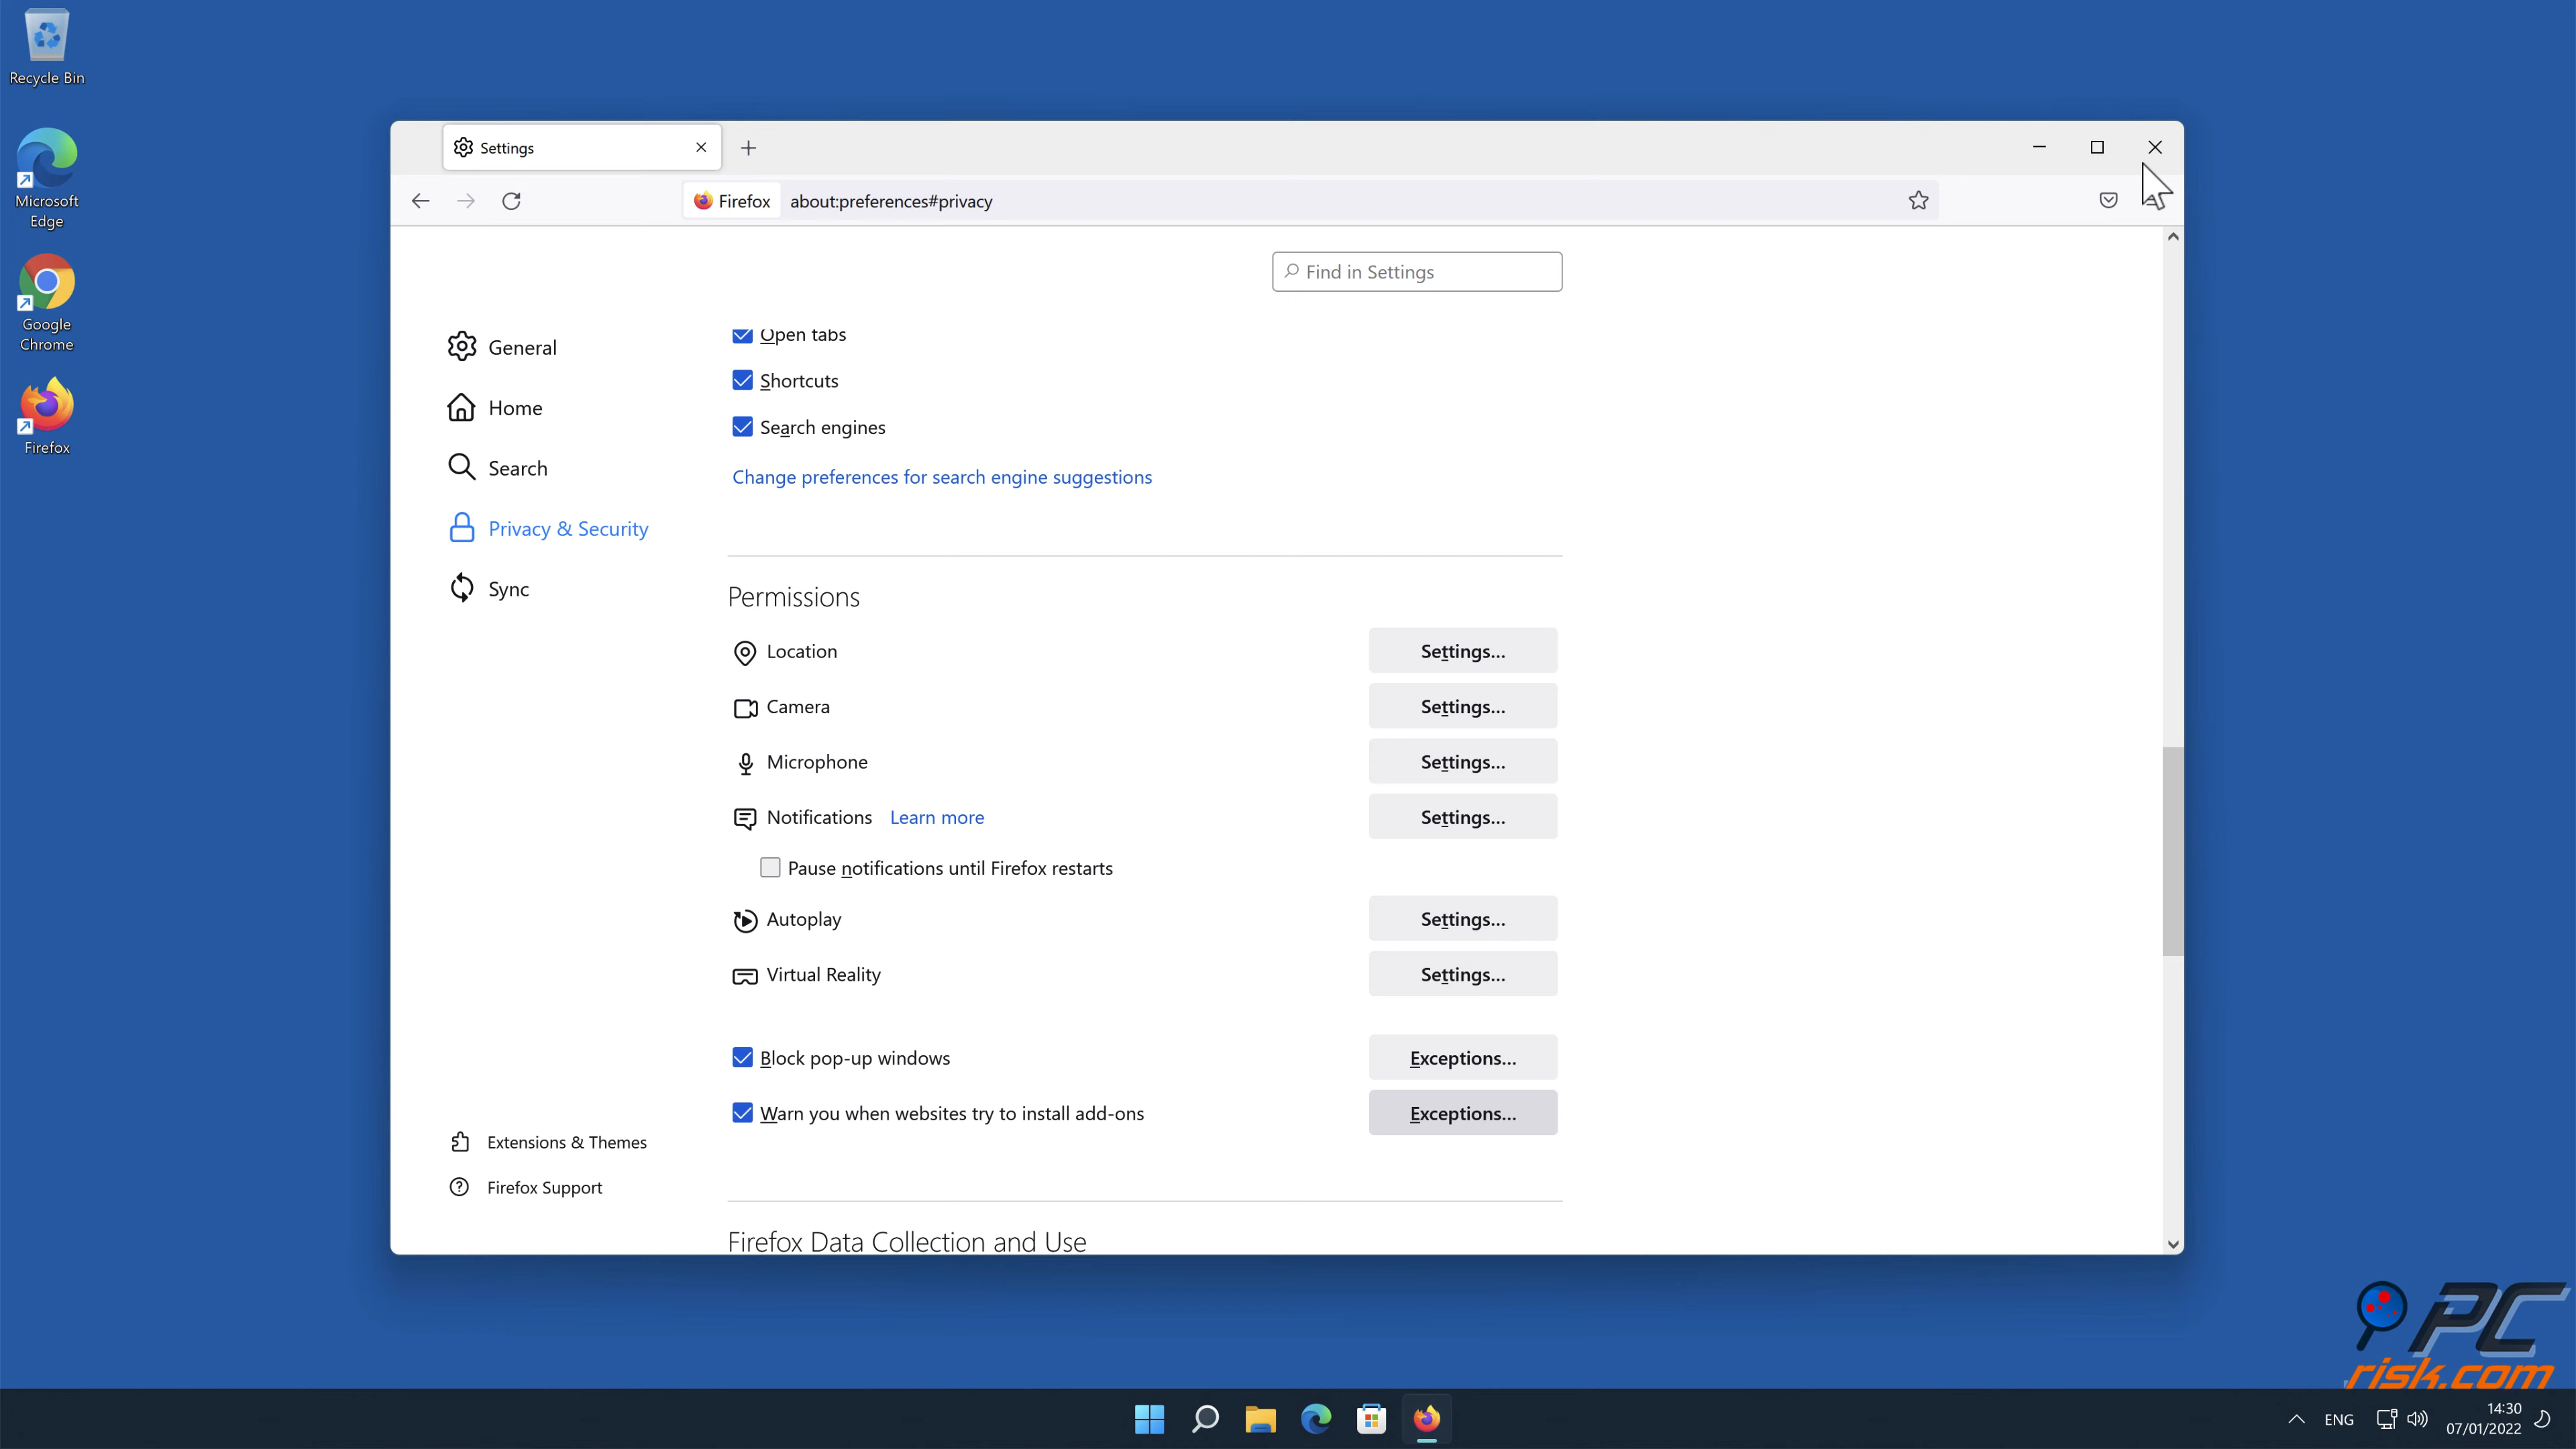 Recycle Bin
Microsoft
Edge
Google
Chrome
Firefox
Settings
Firefox about:preferences#privacy
Find in Settings
General
Home
Search
Privacy & Security
Sync
Extensions & Themes
Firefox Support
Open tabs
Shortcuts
Search engines
Change preferences for search engine suggestions
Permissions
Location Settings...
Camera Settings...
Microphone Settings...
Notifications Learn more Settings...
Pause notifications until Firefox restarts
Autoplay Settings...
Virtual Reality Settings...
Block pop-up windows Exceptions...
Warn you when websites try to install add-ons Exceptions...
Firefox Data Collection and Use
PC
risk.com
ENG
14:30
07/01/2022